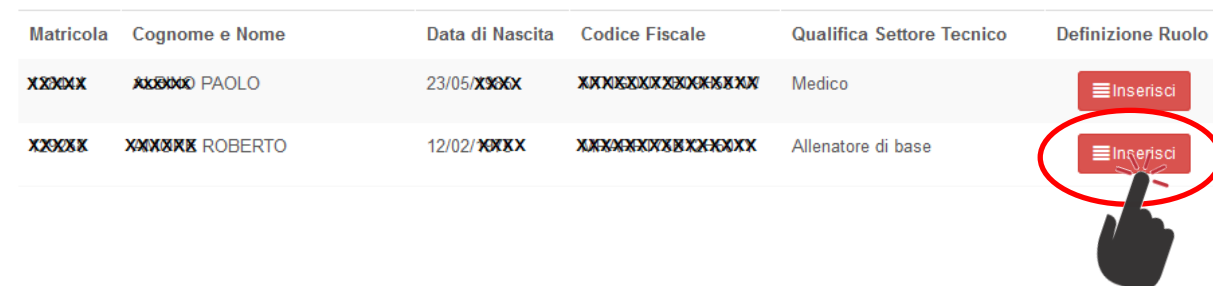 Matricola Cognome e Nome Data di Nascita Codice Fiscale Qualifica Settore Tecnico Definizione Ruolo
PAOLO 23/05/ Medico Inserisci
ROBERTO 12/02/ Allenatore di base Inserisci